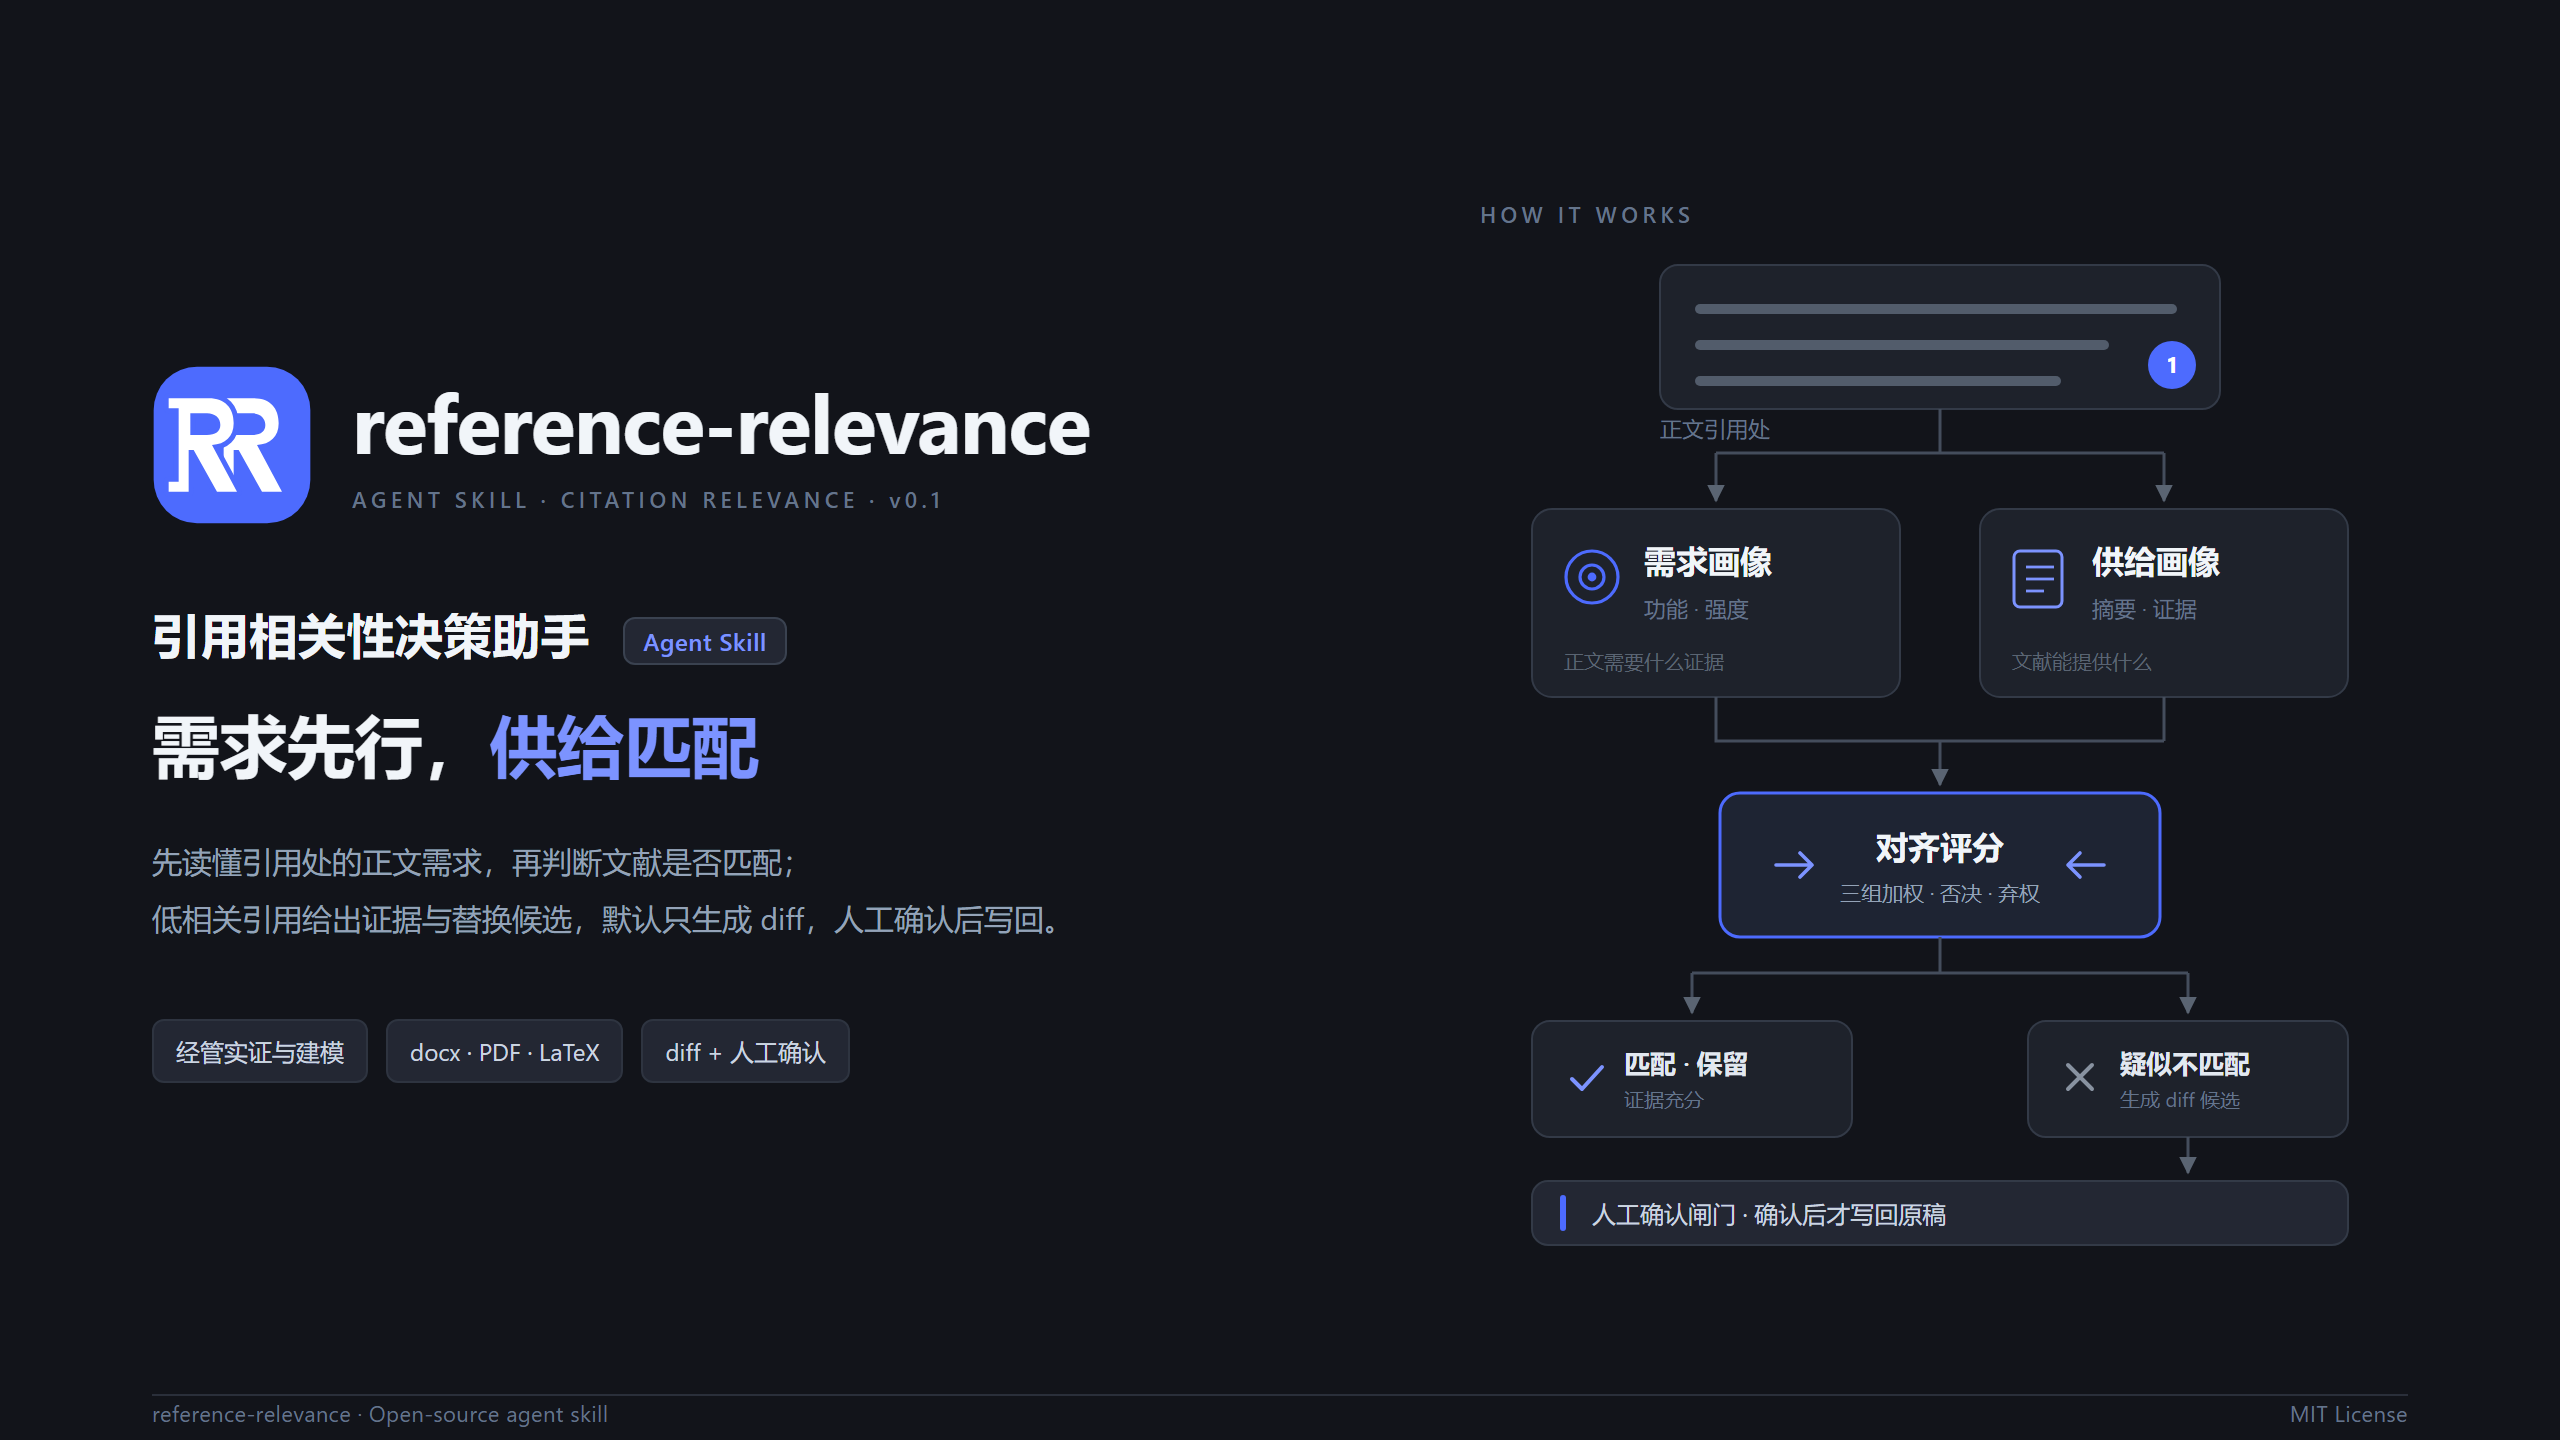 RR
reference-relevance
AGENT SKILL · CITATION RELEVANCE · v0.1
引用相关性决策助手
Agent Skill
需求先行，供给匹配
先读懂引用处的正文需求，再判断文献是否匹配；
低相关引用给出证据与替换候选，默认只生成 diff，人工确认后写回。
经管实证与建模
docx · PDF · LaTeX
diff + 人工确认
HOW IT WORKS
1
正文引用处
需求画像
功能 · 强度
正文需要什么证据
供给画像
摘要 · 证据
文献能提供什么
对齐评分
三组加权 · 否决 · 弃权
匹配 · 保留
证据充分
疑似不匹配
生成 diff 候选
人工确认闸门 · 确认后才写回原稿
reference-relevance · Open-source agent skill
MIT License